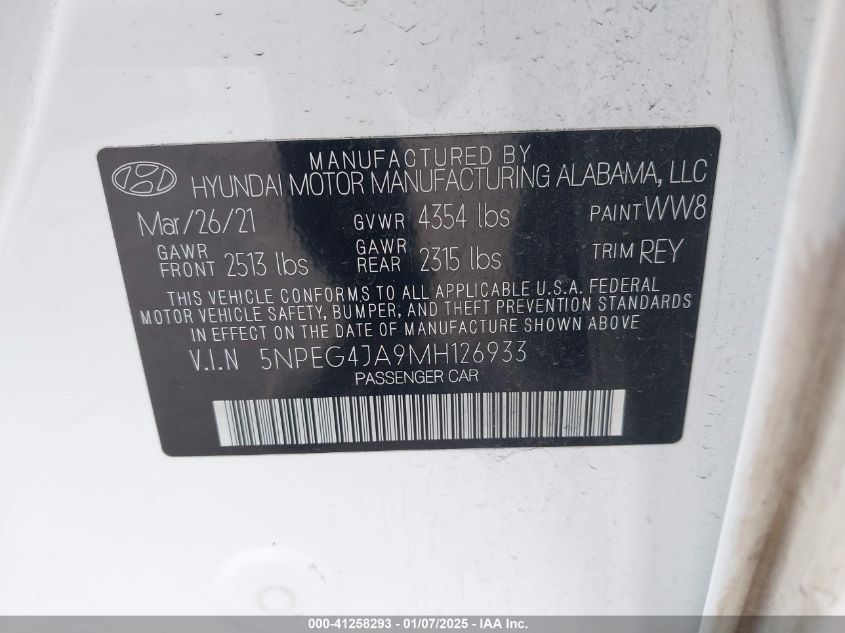 MANUFACTURED BY
HYUNDAI MOTOR MANUFACTURING ALABAMA, LLC
Mar/26/21 GVWR 4354 lbs PAINT WW8
GAWR FRONT 2513 lbs GAWR REAR 2315 lbs TRIM REY
THIS VEHICLE CONFORMS TO ALL APPLICABLE U.S.A. FEDERAL
MOTOR VEHICLE SAFETY, BUMPER, AND THEFT PREVENTION STANDARDS
IN EFFECT ON THE DATE OF MANUFACTURE SHOWN ABOVE
V.I.N 5NPEG4JA9MH126933
PASSENGER CAR
000-41258293 - 01/07/2025 - IAA Inc.